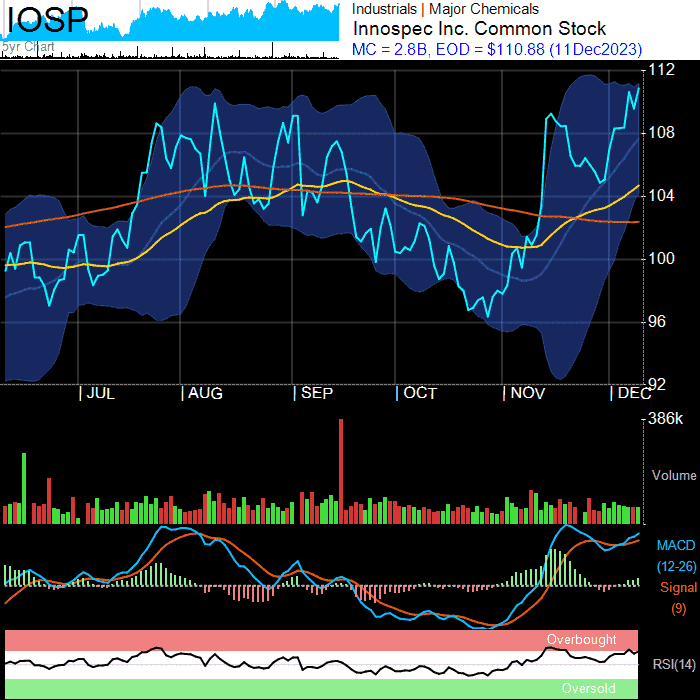 IOSP
5yr Chart
Industrials | Major Chemicals
Innospec Inc. Common Stock
MC = 2.8B, EOD = $110.88 (11Dec2023)
112
108
104
100
96
92
JUL AUG SEP OCT NOV DEC
386k
Volume
MACD
(12-26)
Signal
(9)
Overbought
RSI(14)
Oversold